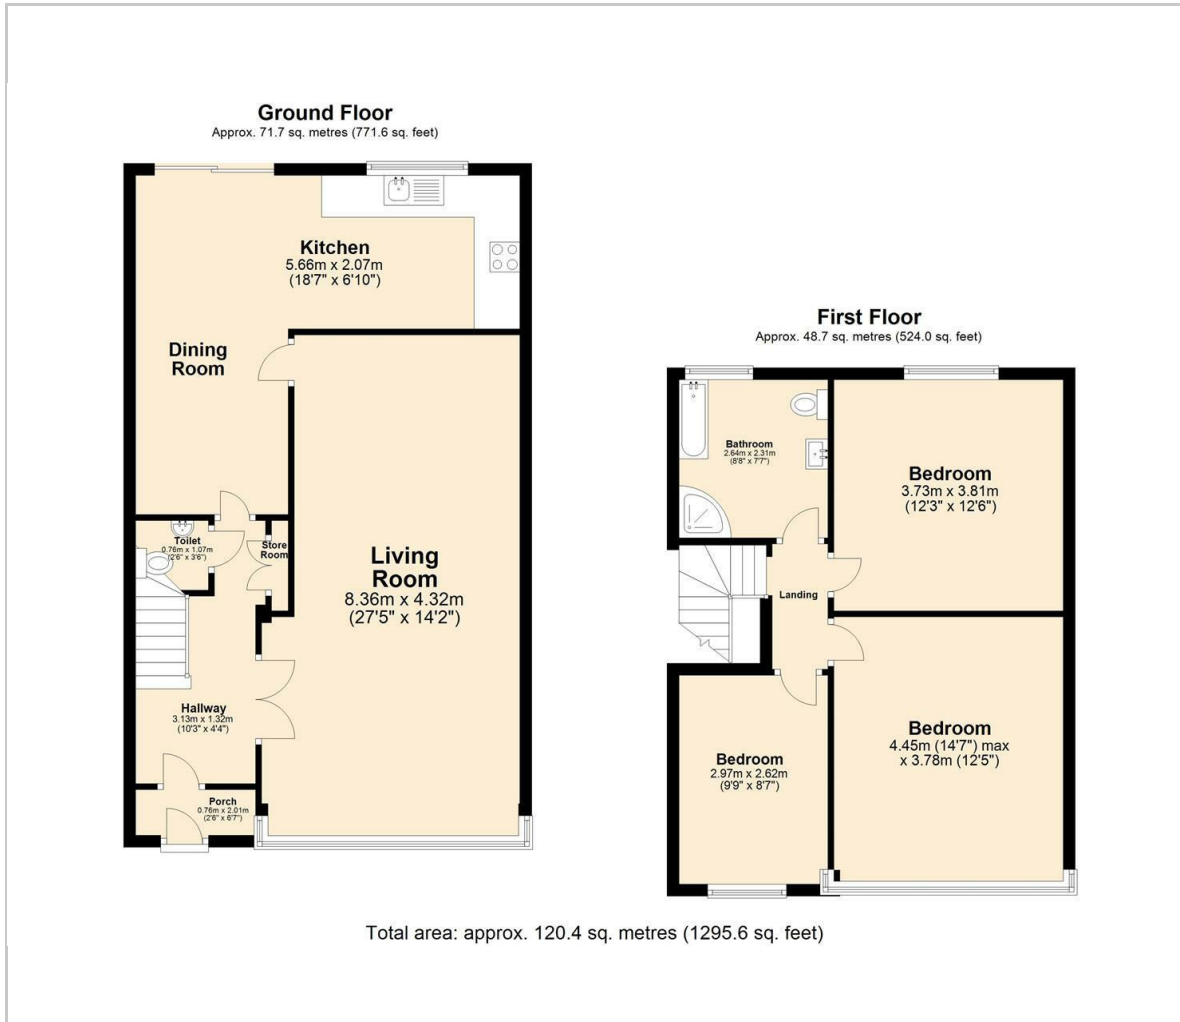 Ground Floor
Approx. 71.7 sq. metres (771.6 sq. feet)
Kitchen
5.66m x 2.07m
(18'7" x 6'10")
Dining
Room
Living
Room
8.36m x 4.32m
(27'5" x 14'2")
Toilet
0.76m x 1.07m
(2'6" x 3'6")
Store
Room
Hallway
3.13m x 1.32m
(10'3" x 4'4")
Porch
0.76m x 2.01m
(2'6" x 6'7")
First Floor
Approx. 48.7 sq. metres (524.0 sq. feet)
Bathroom
2.64m x 2.31m
(8'8" x 7'7")
Bedroom
3.73m x 3.81m
(12'3" x 12'6")
Landing
Bedroom
2.97m x 2.62m
(9'9" x 8'7")
Bedroom
4.45m (14'7") max
x 3.78m (12'5")
Total area: approx. 120.4 sq. metres (1295.6 sq. feet)